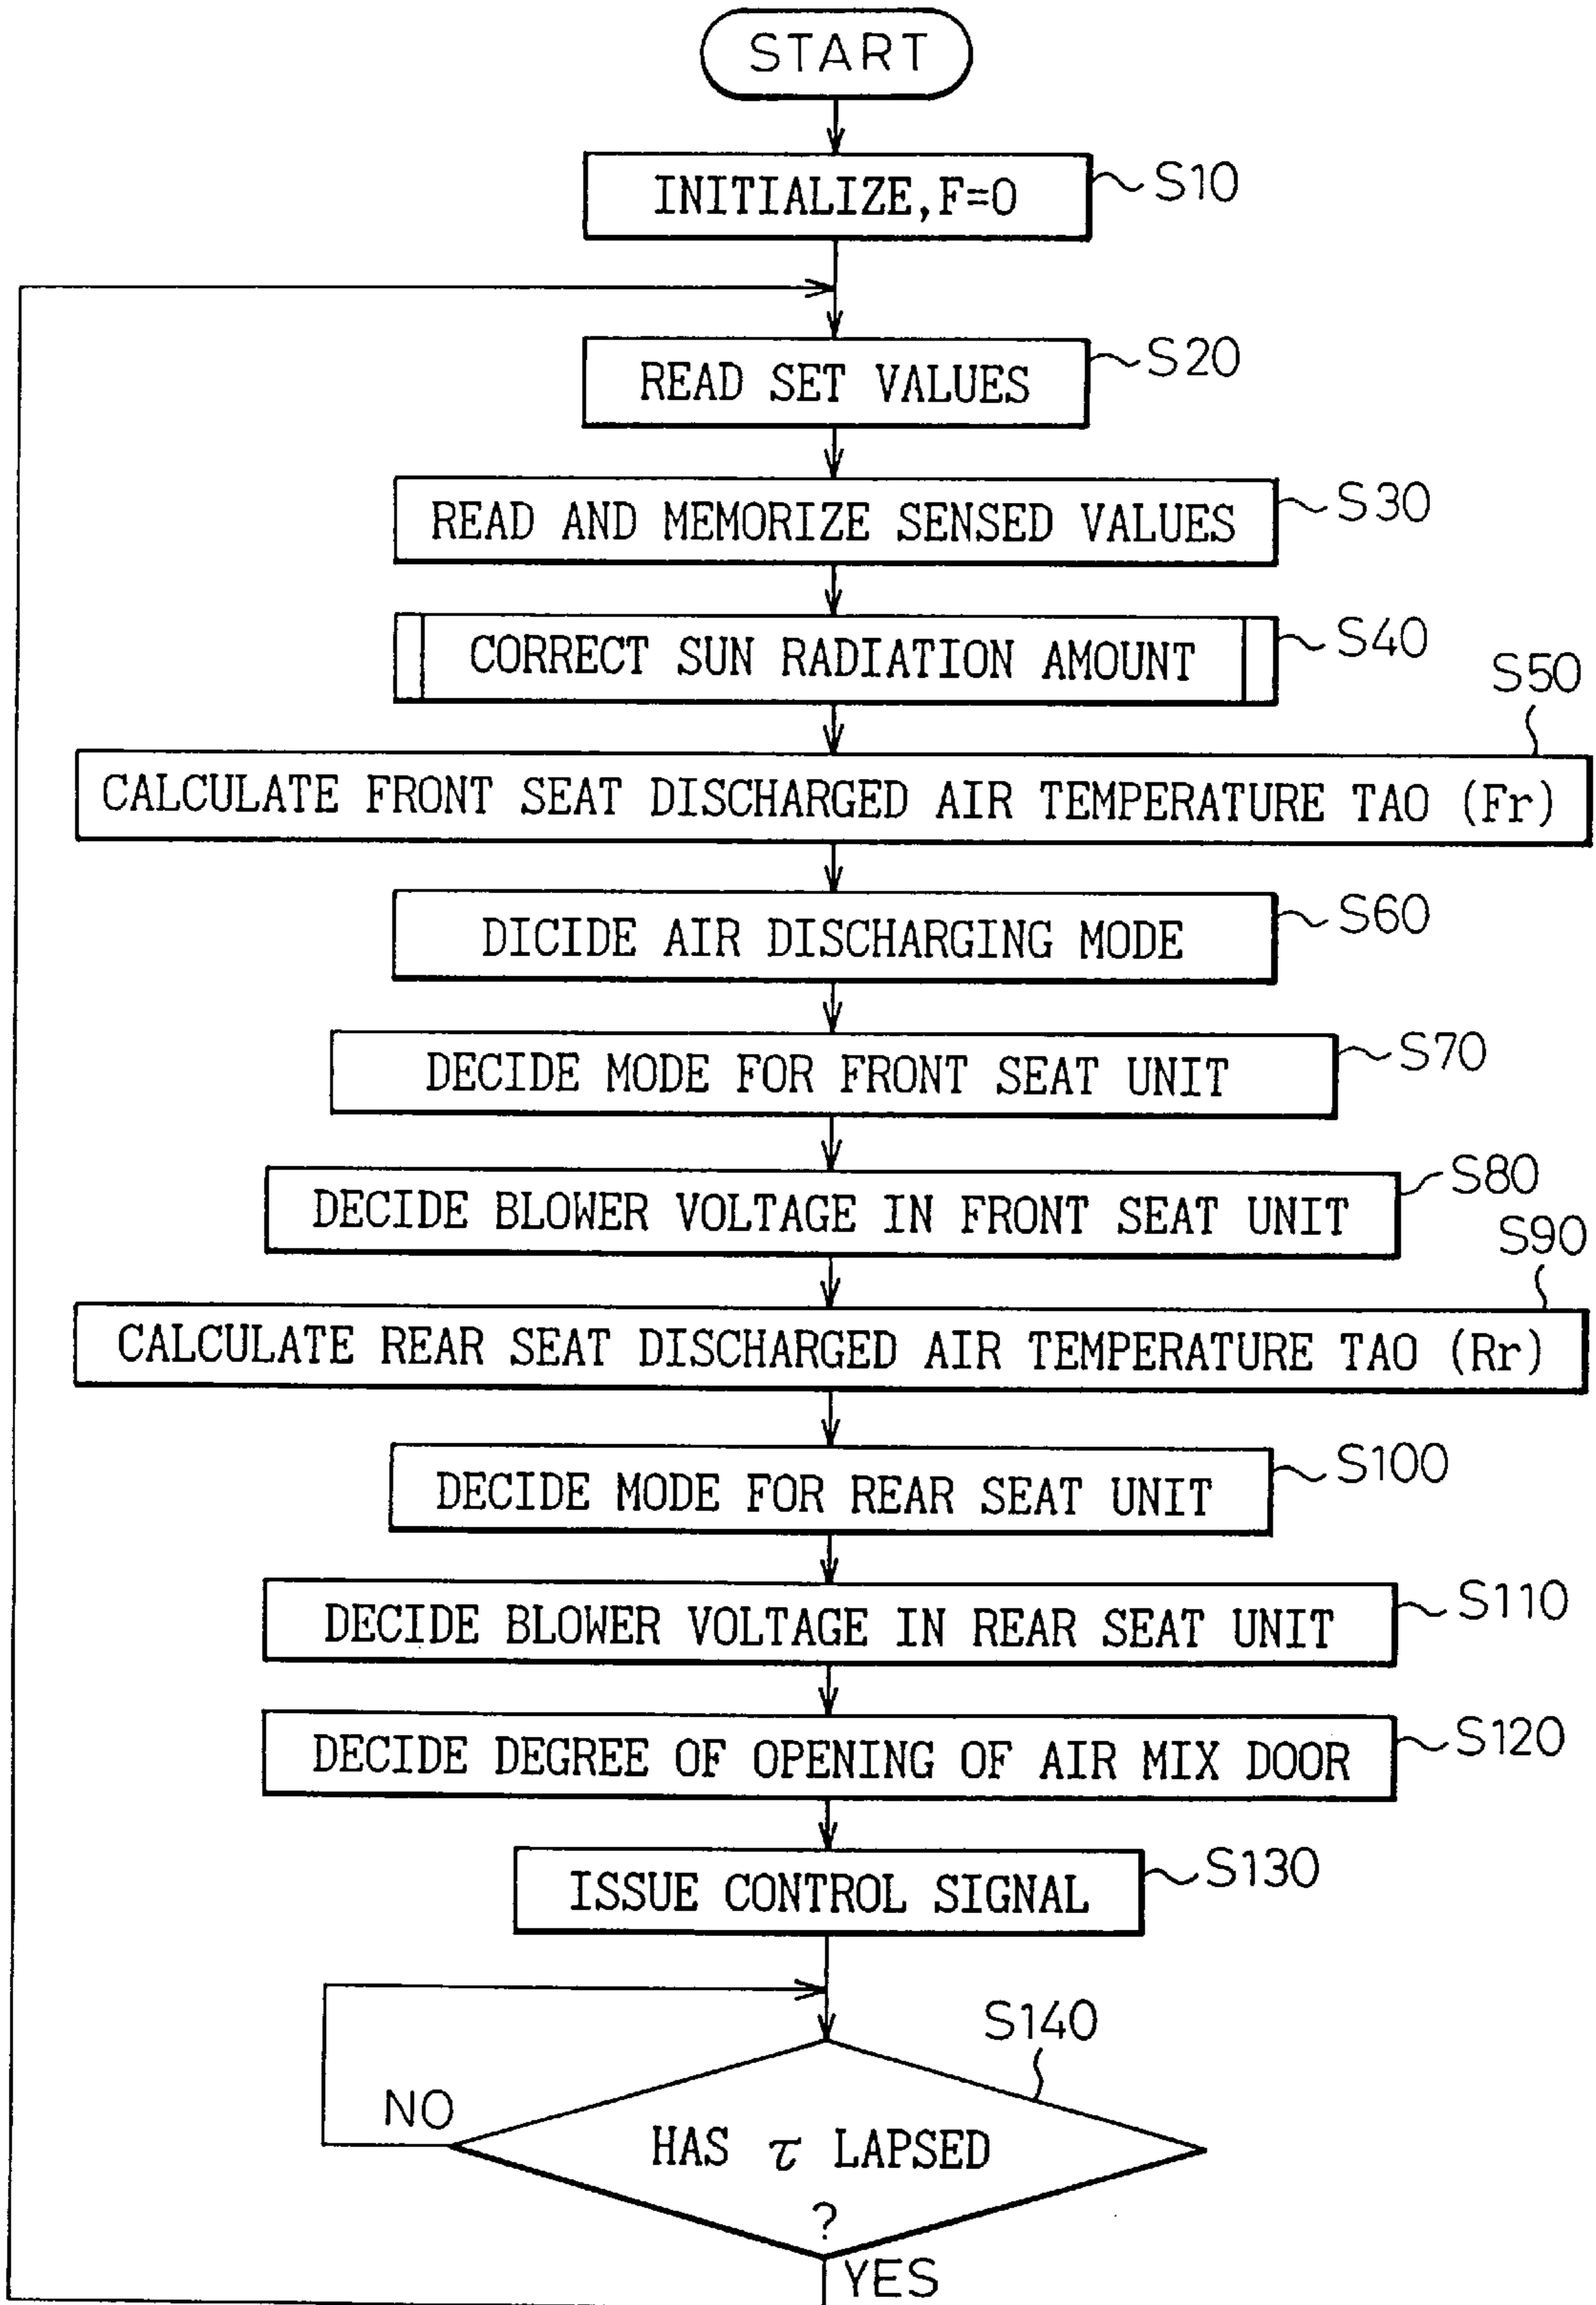 START
INITIALIZE,F=0
S10
READ SET VALUES
S20
READ AND MEMORIZE SENSED VALUES
S30
CORRECT SUN RADIATION AMOUNT
S40
S50
CALCULATE FRONT SEAT DISCHARGED AIR TEMPERATURE TAO (Fr)
DICIDE AIR DISCHARGING MODE
S60
DECIDE MODE FOR FRONT SEAT UNIT
S70
DECIDE BLOWER VOLTAGE IN FRONT SEAT UNIT
S80
S90
CALCULATE REAR SEAT DISCHARGED AIR TEMPERATURE TAO (Rr)
DECIDE MODE FOR REAR SEAT UNIT
S100
DECIDE BLOWER VOLTAGE IN REAR SEAT UNIT
S110
DECIDE DEGREE OF OPENING OF AIR MIX DOOR
S120
ISSUE CONTROL SIGNAL
S130
S140
NO
HAS τ LAPSED
?
YES